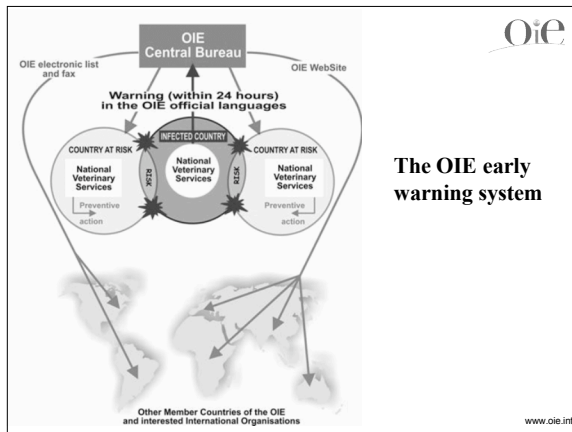 OIE
Central Bureau
OIE electronic list
and fax
OIE WebSite
Warning (within 24 hours)
in the OIE official languages
COUNTRY AT RISK
National
Veterinary
Services
Preventive
action
RISK
INFECTED COUNTRY
National
Veterinary
Services
RISK
COUNTRY AT RISK
National
Veterinary
Services
Preventive
action
Other Member Countries of the OIE
and interested International Organisations
Oie
The OIE early
warning system
www.oie.int